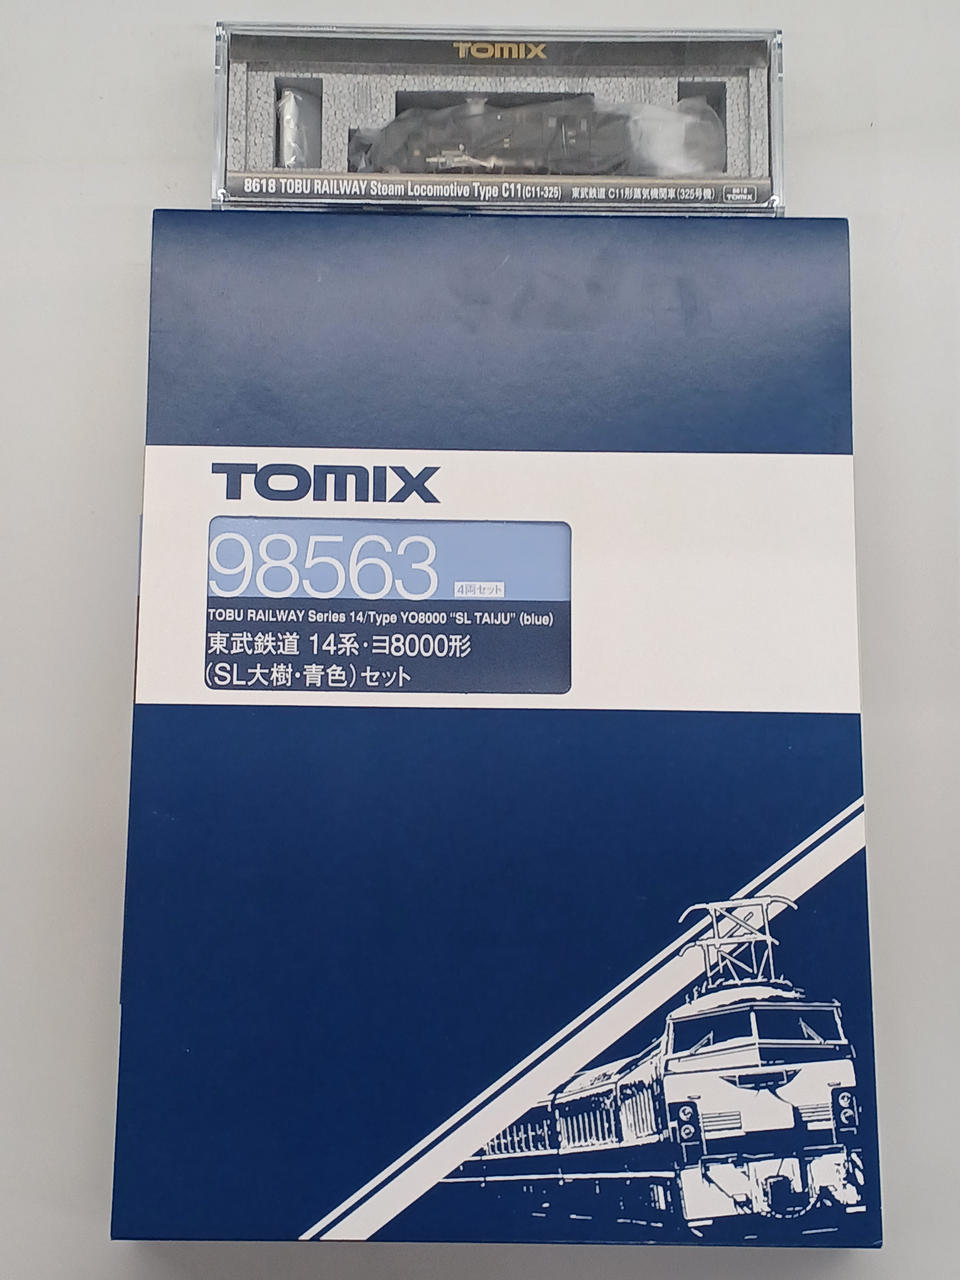 TOMIX
8618 TOBU RAILWAY Steam Locomotive Type C11(C11-325) 東武鉄道 C11形蒸気機関車(325号機) 8618 TOMIX
TOMIX
98563 4両セット
TOBU RAILWAY Series 14/Type YO8000 "SL TAIJU" (blue)
東武鉄道 14系・ヨ8000形
(SL大樹・青色)セット